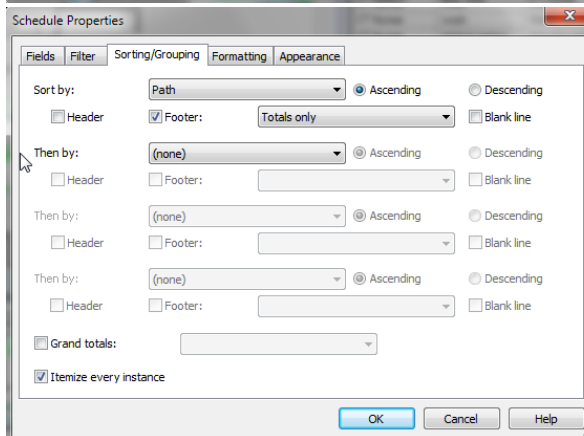 Schedule Properties
Fields Filter Sorting/Grouping Formatting Appearance
Sort by: Path Ascending Descending
Header Footer: Totals only Blank line
Then by: (none) Ascending Descending
Header Footer: Blank line
Then by: (none) Ascending Descending
Header Footer: Blank line
Then by: (none) Ascending Descending
Header Footer: Blank line
Grand totals:
Itemize every instance
OK Cancel Help